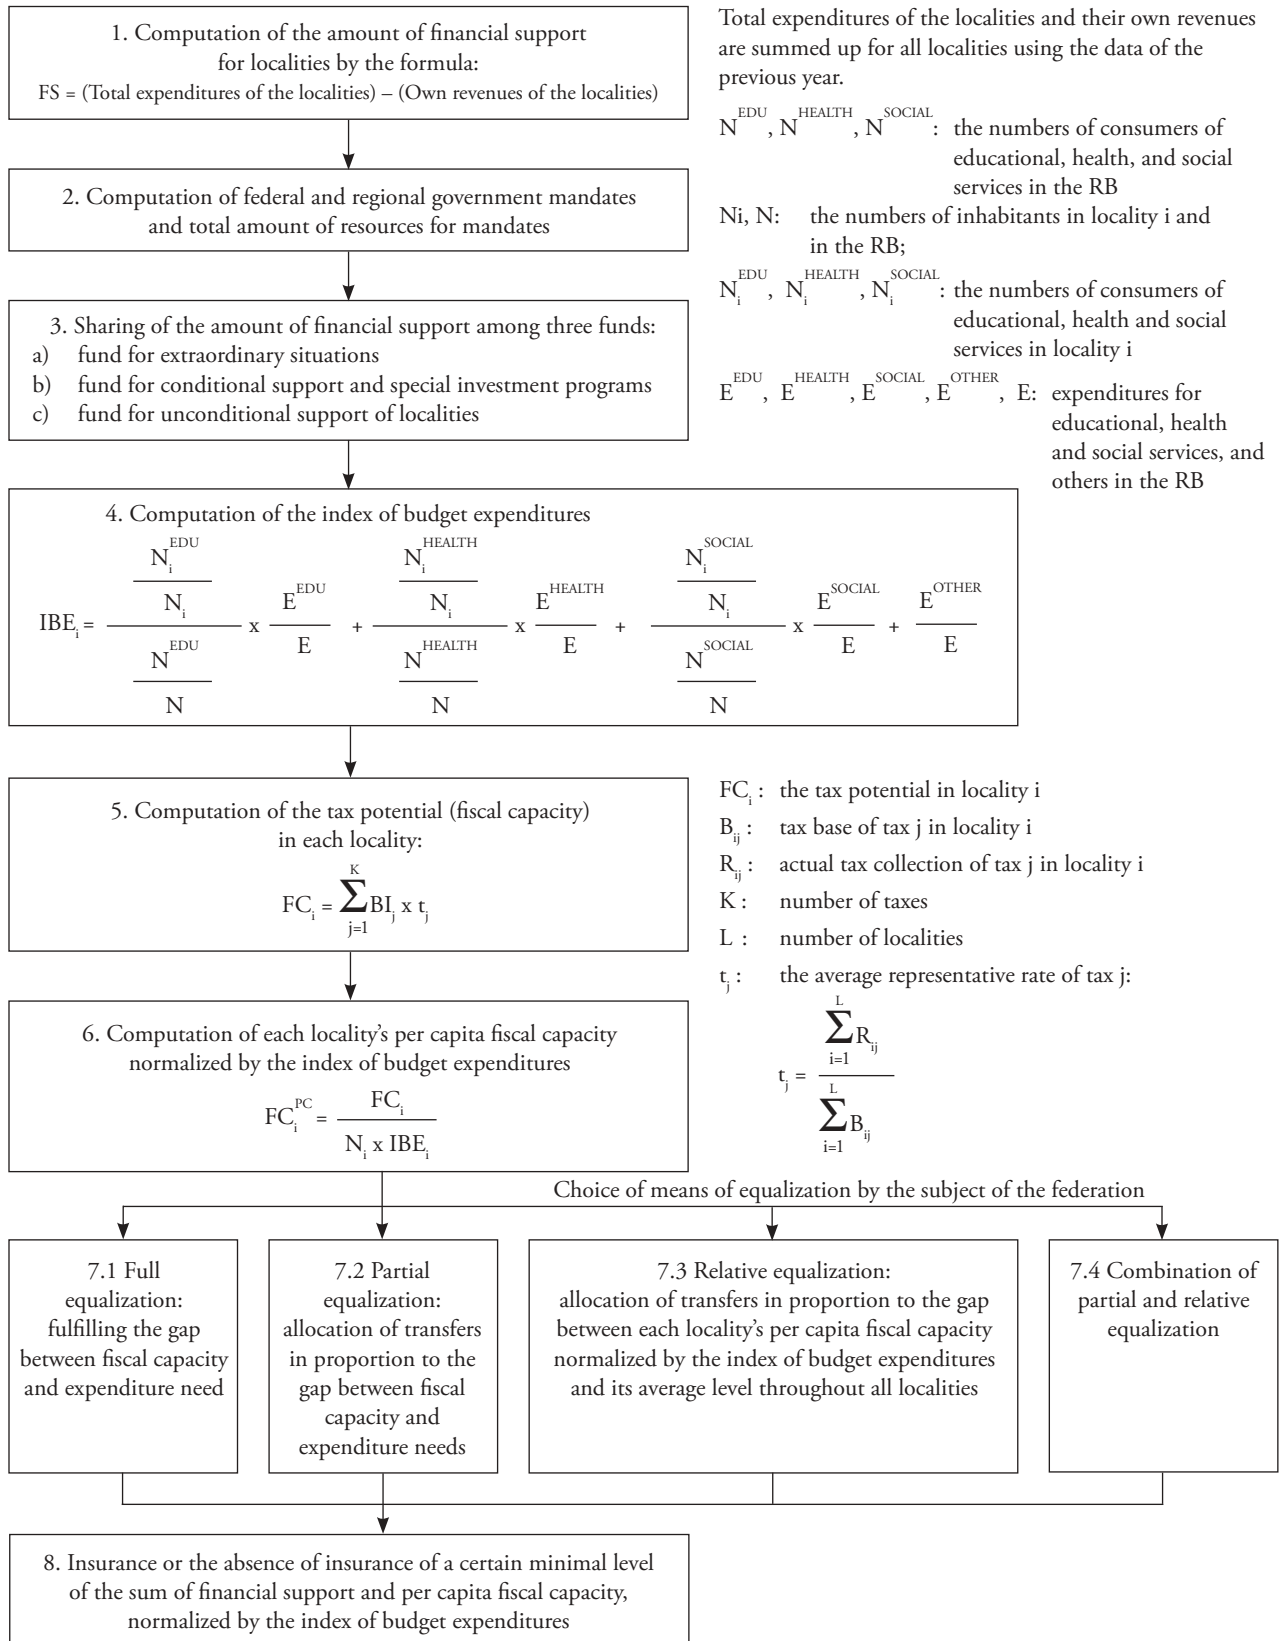 1. Computation of the amount of financial support
for localities by the formula:
FS = (Total expenditures of the localities) – (Own revenues of the localities)
Total expenditures of the localities and their own revenues
are summed up for all localities using the data of the
previous year.
N^EDU, N^HEALTH, N^SOCIAL: the numbers of consumers of
educational, health, and social
services in the RB
Ni, N: the numbers of inhabitants in locality i and
in the RB;
N_i^EDU, N_i^HEALTH, N_i^SOCIAL: the numbers of consumers of
educational, health and social
services in locality i
E^EDU, E^HEALTH, E^SOCIAL, E^OTHER, E: expenditures for
educational, health
and social services, and
others in the RB
2. Computation of federal and regional government mandates
and total amount of resources for mandates
3. Sharing of the amount of financial support among three funds:
a) fund for extraordinary situations
b) fund for conditional support and special investment programs
c) fund for unconditional support of localities
4. Computation of the index of budget expenditures
IBE_i = ((N_i^EDU / N_i) / (N^EDU / N)) x (E^EDU / E) + ((N_i^HEALTH / N_i) / (N^HEALTH / N)) x (E^HEALTH / E) + ((N_i^SOCIAL / N_i) / (N^SOCIAL / N)) x (E^SOCIAL / E) + (E^OTHER / E)
5. Computation of the tax potential (fiscal capacity)
in each locality:
FC_i = Σ_{j=1}^{K} BI_j x t_j
FC_i : the tax potential in locality i
B_ij : tax base of tax j in locality i
R_ij : actual tax collection of tax j in locality i
K : number of taxes
L : number of localities
t_j : the average representative rate of tax j:
t_j = Σ_{i=1}^{L} R_ij / Σ_{i=1}^{L} B_ij
6. Computation of each locality's per capita fiscal capacity
normalized by the index of budget expenditures
FC_i^PC = FC_i / (N_i x IBE_i)
Choice of means of equalization by the subject of the federation
7.1 Full
equalization:
fulfilling the gap
between fiscal capacity
and expenditure need
7.2 Partial
equalization:
allocation of transfers
in proportion to the
gap between fiscal
capacity and
expenditure needs
7.3 Relative equalization:
allocation of transfers in proportion to the gap
between each locality's per capita fiscal capacity
normalized by the index of budget expenditures
and its average level throughout all localities
7.4 Combination of
partial and relative
equalization
8. Insurance or the absence of insurance of a certain minimal level
of the sum of financial support and per capita fiscal capacity,
normalized by the index of budget expenditures